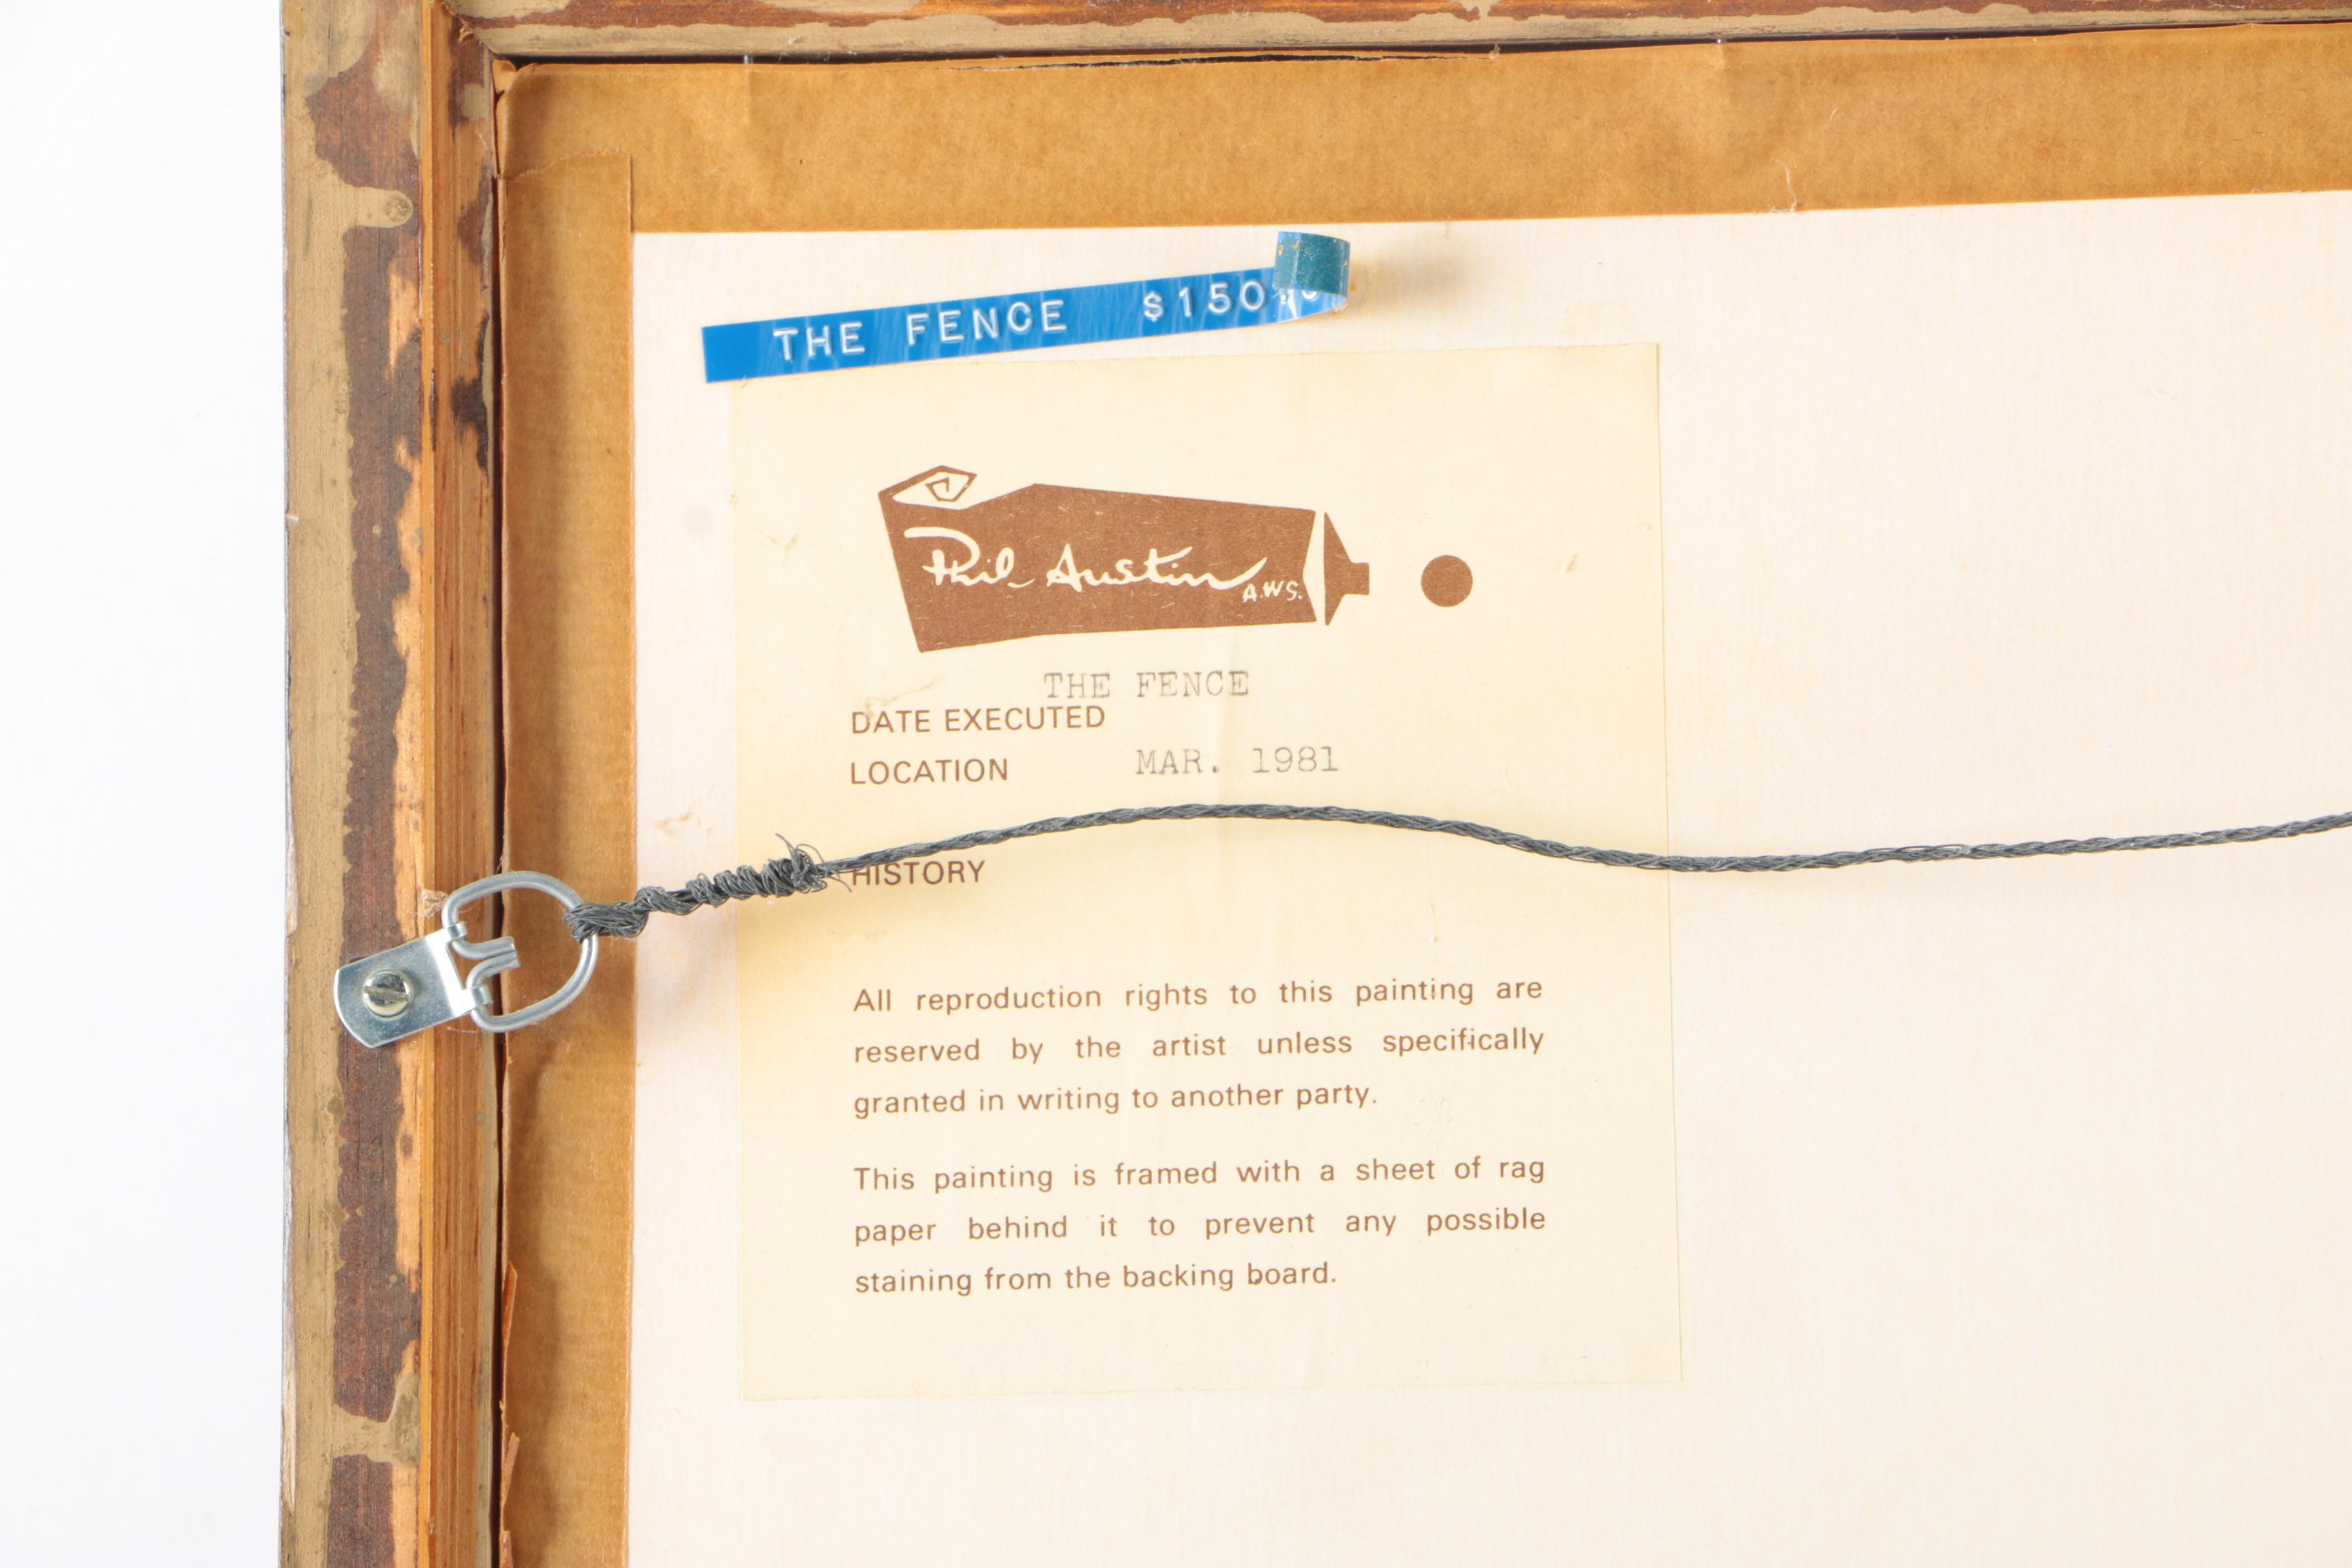 THE FENCE $150
Phil Austin A.W.S.
THE FENCE
DATE EXECUTED
LOCATION MAR. 1981
HISTORY
All reproduction rights to this painting are
reserved by the artist unless specifically
granted in writing to another party.
This painting is framed with a sheet of rag
paper behind it to prevent any possible
staining from the backing board.